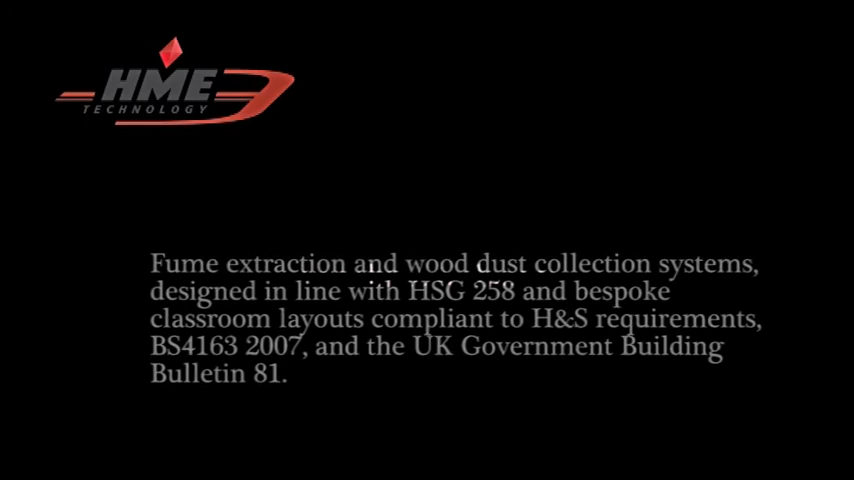 HME
TECHNOLOGY
Fume extraction and wood dust collection systems,
designed in line with HSG 258 and bespoke
classroom layouts compliant to H&S requirements,
BS4163 2007, and the UK Government Building
Bulletin 81.